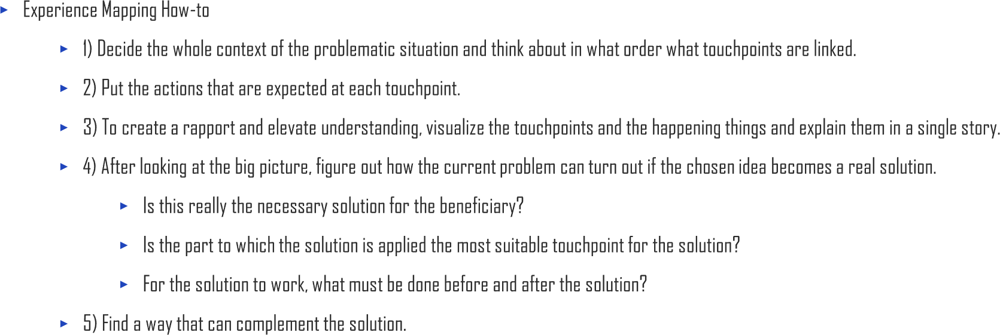 Experience Mapping How-to
1) Decide the whole context of the problematic situation and think about in what order what touchpoints are linked.
2) Put the actions that are expected at each touchpoint.
3) To create a rapport and elevate understanding, visualize the touchpoints and the happening things and explain them in a single story.
4) After looking at the big picture, figure out how the current problem can turn out if the chosen idea becomes a real solution.
Is this really the necessary solution for the beneficiary?
Is the part to which the solution is applied the most suitable touchpoint for the solution?
For the solution to work, what must be done before and after the solution?
5) Find a way that can complement the solution.